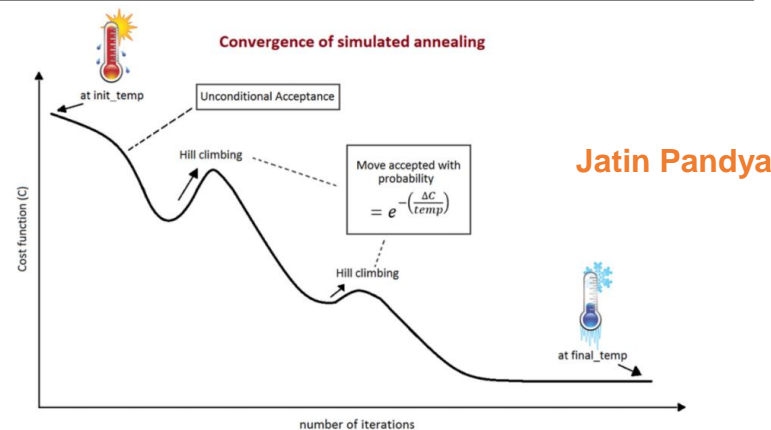 Convergence of simulated annealing
at init_temp
Unconditional Acceptance
Hill climbing
Move accepted with
probability
= e^-(ΔC/temp)
Jatin Pandya
Hill climbing
at final_temp
Cost function (C)
number of iterations